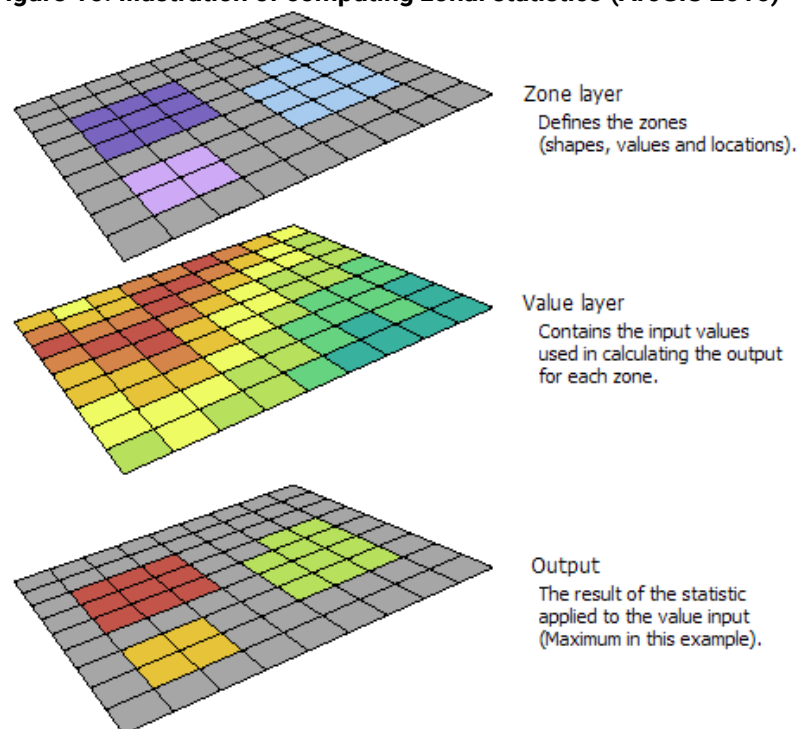 Zone layer
Defines the zones
(shapes, values and locations).
Value layer
Contains the input values
used in calculating the output
for each zone.
Output
The result of the statistic
applied to the value input
(Maximum in this example).